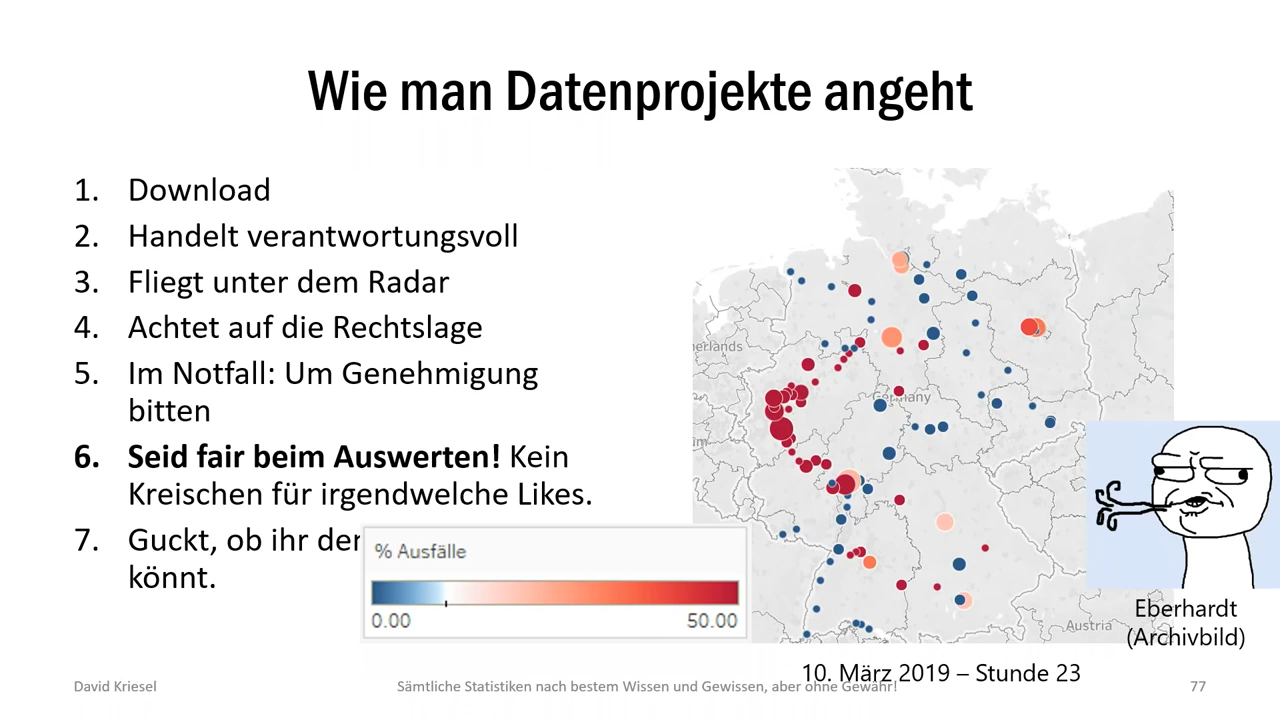 Wie man Datenprojekte angeht
1. Download
2. Handelt verantwortungsvoll
3. Fliegt unter dem Radar
4. Achtet auf die Rechtslage
5. Im Notfall: Um Genehmigung
bitten
6. Seid fair beim Auswerten! Kein
Kreischen für irgendwelche Likes.
7. Guckt, ob ihr
könnt.
% Ausfälle
0.00 50.00
Germany
Austria
Eberhardt
(Archivbild)
10. März 2019 – Stunde 23
David Kriesel
Sämtliche Statistiken nach bestem Wissen und Gewissen, aber ohne Gewähr!
77